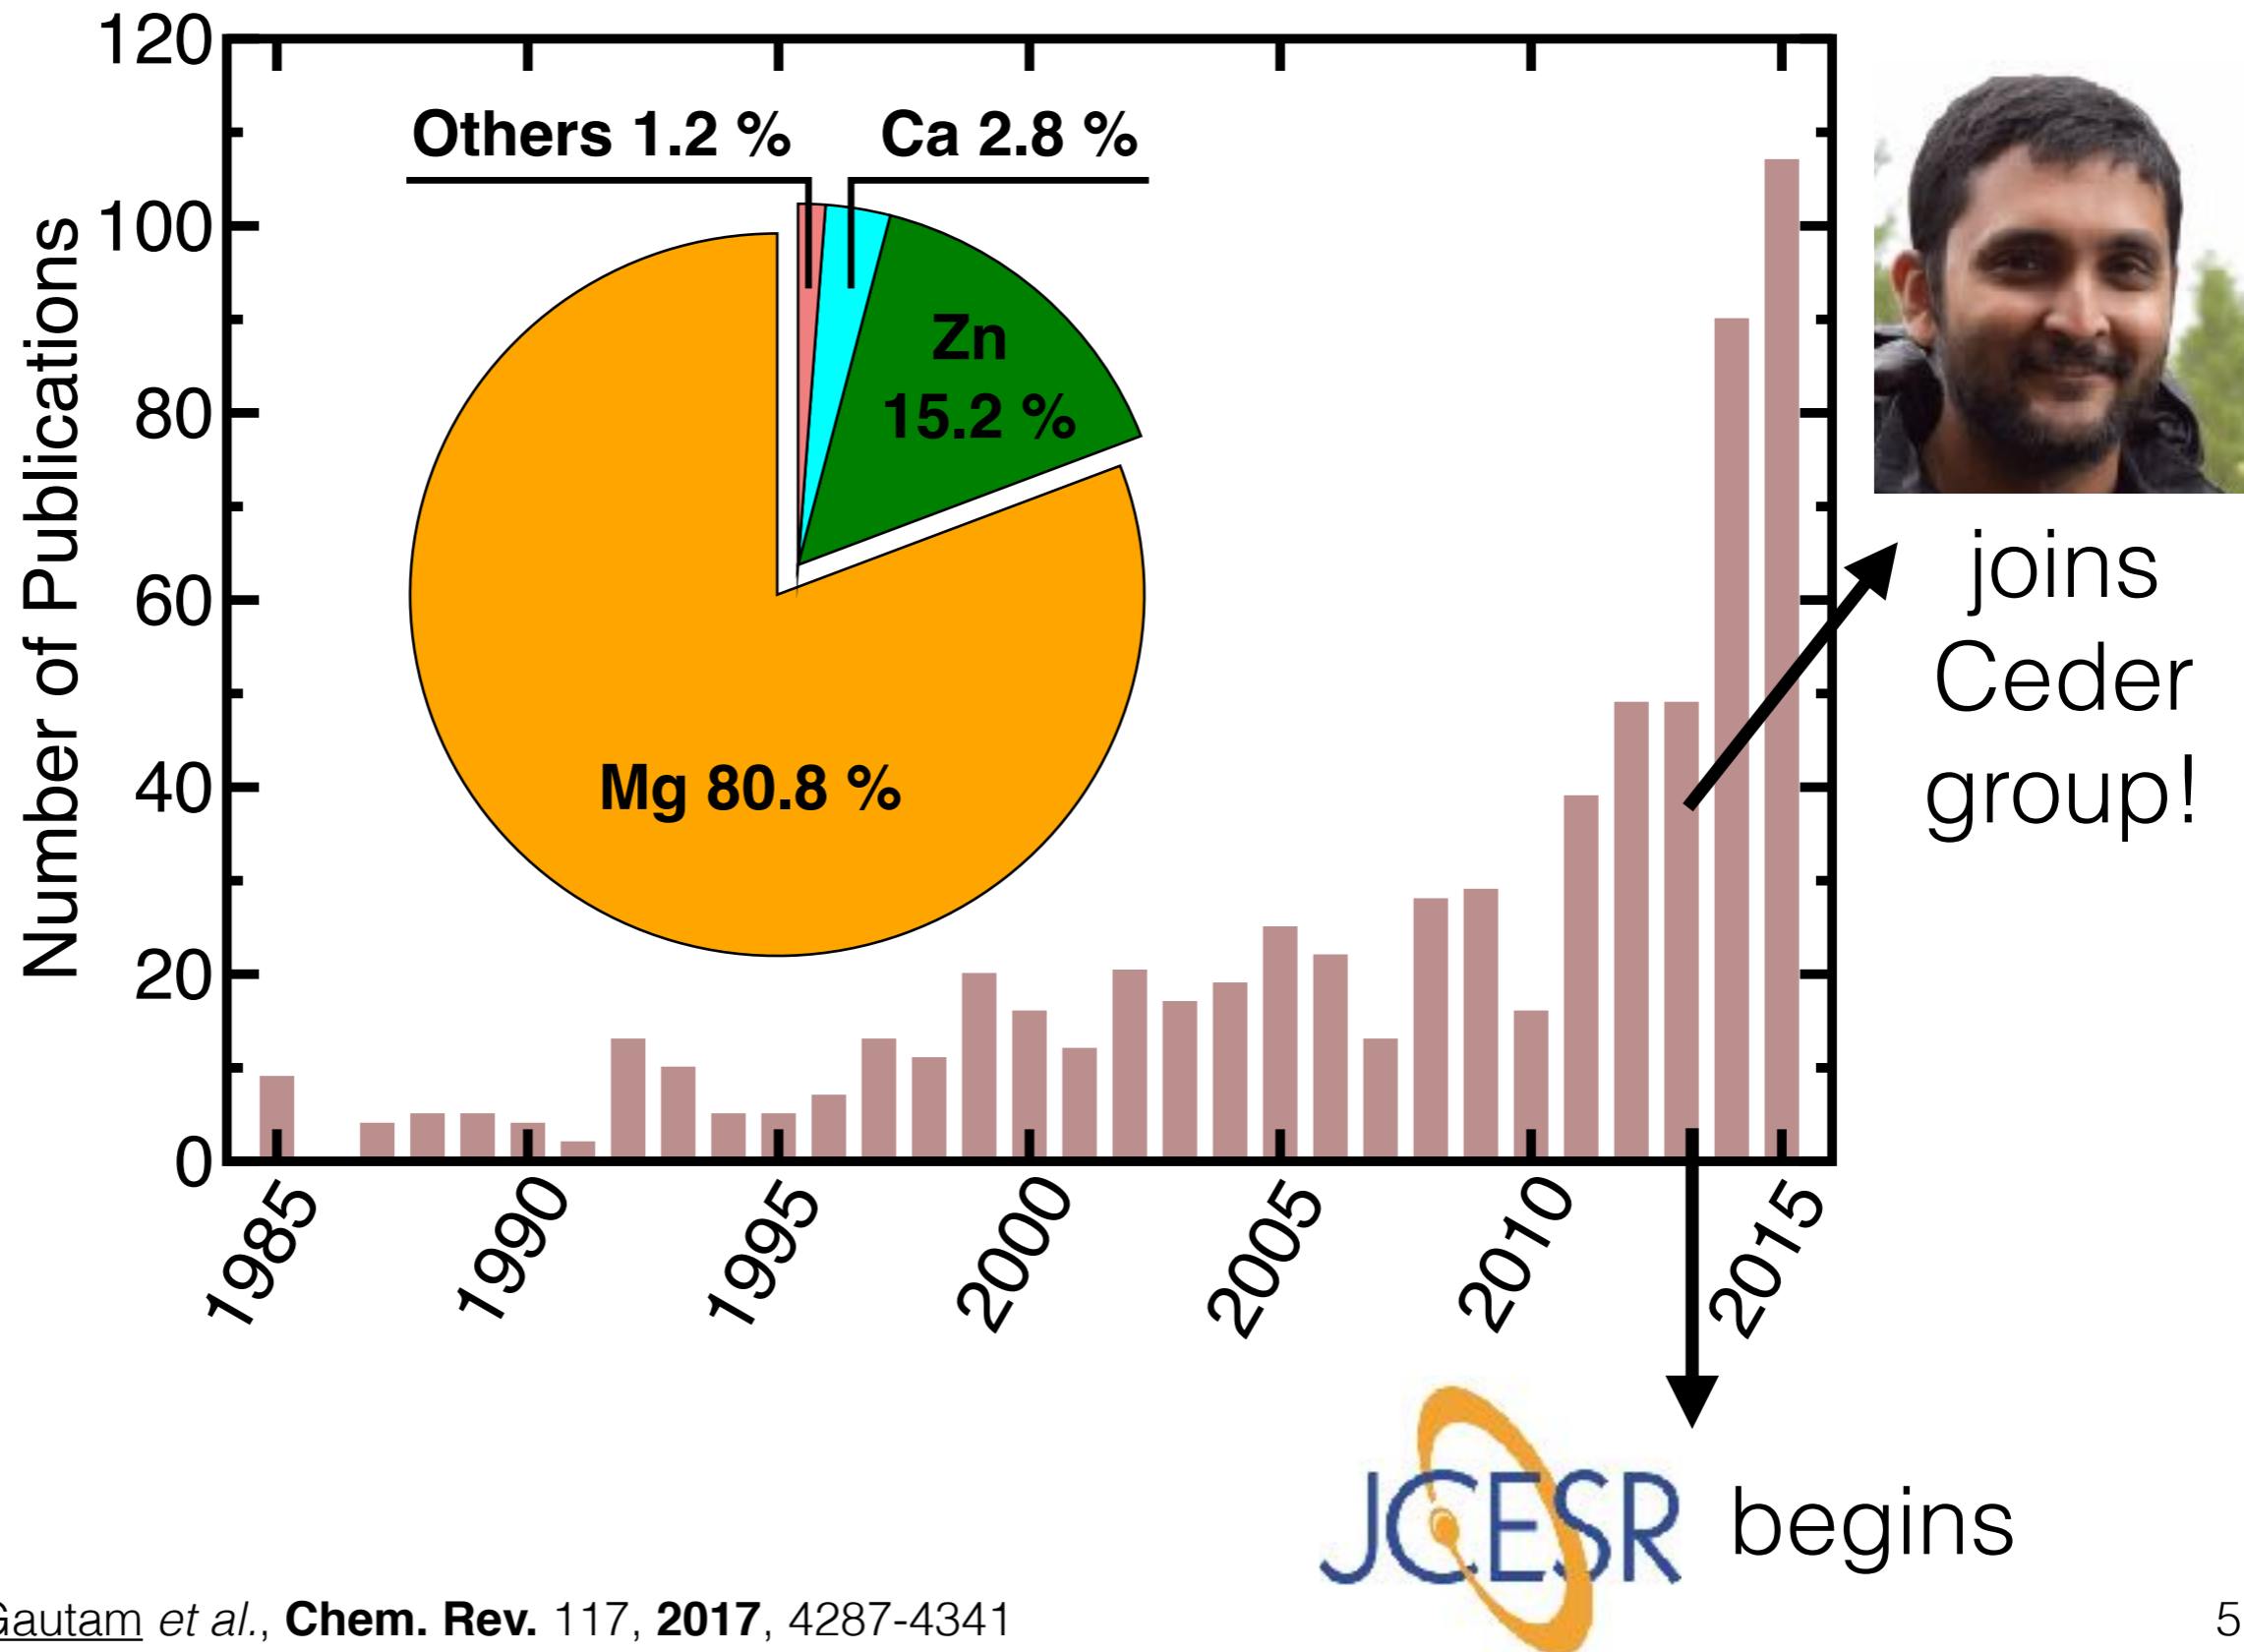 120
100
80
60
40
20
0
Number of Publications
Others 1.2 %
Ca 2.8 %
Zn
15.2 %
Mg 80.8 %
1985
1990
1995
2000
2005
2010
2015
joins
Ceder
group!
JCESR begins
Gautam et al., Chem. Rev. 117, 2017, 4287-4341
5